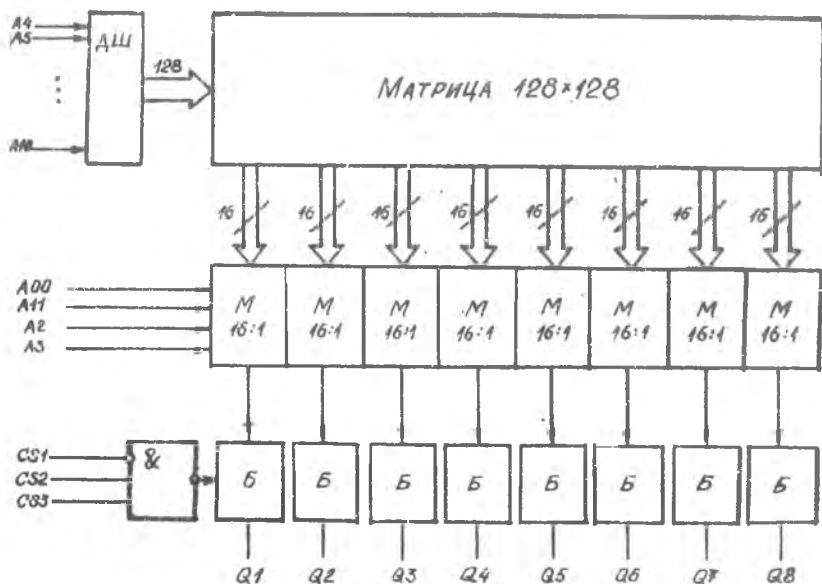 A4
A5
ДШ
128
МАТРИЦА 128×128
A10
16 16 16 16 16 16 16 16
A00
A11
A2
A3
М М М М М М М М
16:1 16:1 16:1 16:1 16:1 16:1 16:1 16:1
CS1
CS2
CS3
&
Б Б Б Б Б Б Б Б
Q1 Q2 Q3 Q4 Q5 Q6 Q7 Q8